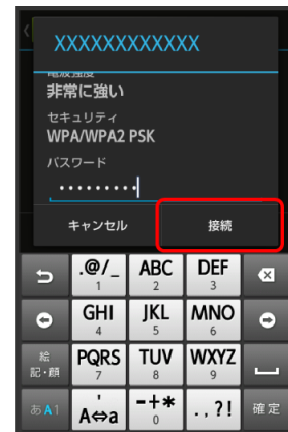 XXXXXXXXXXXX
電波強度
非常に強い
セキュリティ
WPA/WPA2 PSK
パスワード
•••••••••
キャンセル 接続
.@/_ ABC DEF
1 2 3
GHI JKL MNO
4 5 6
絵 PQRS TUV WXYZ
記・顔 7 8 9
あA1 ' -+* .,?! 確定
A⇔a 0